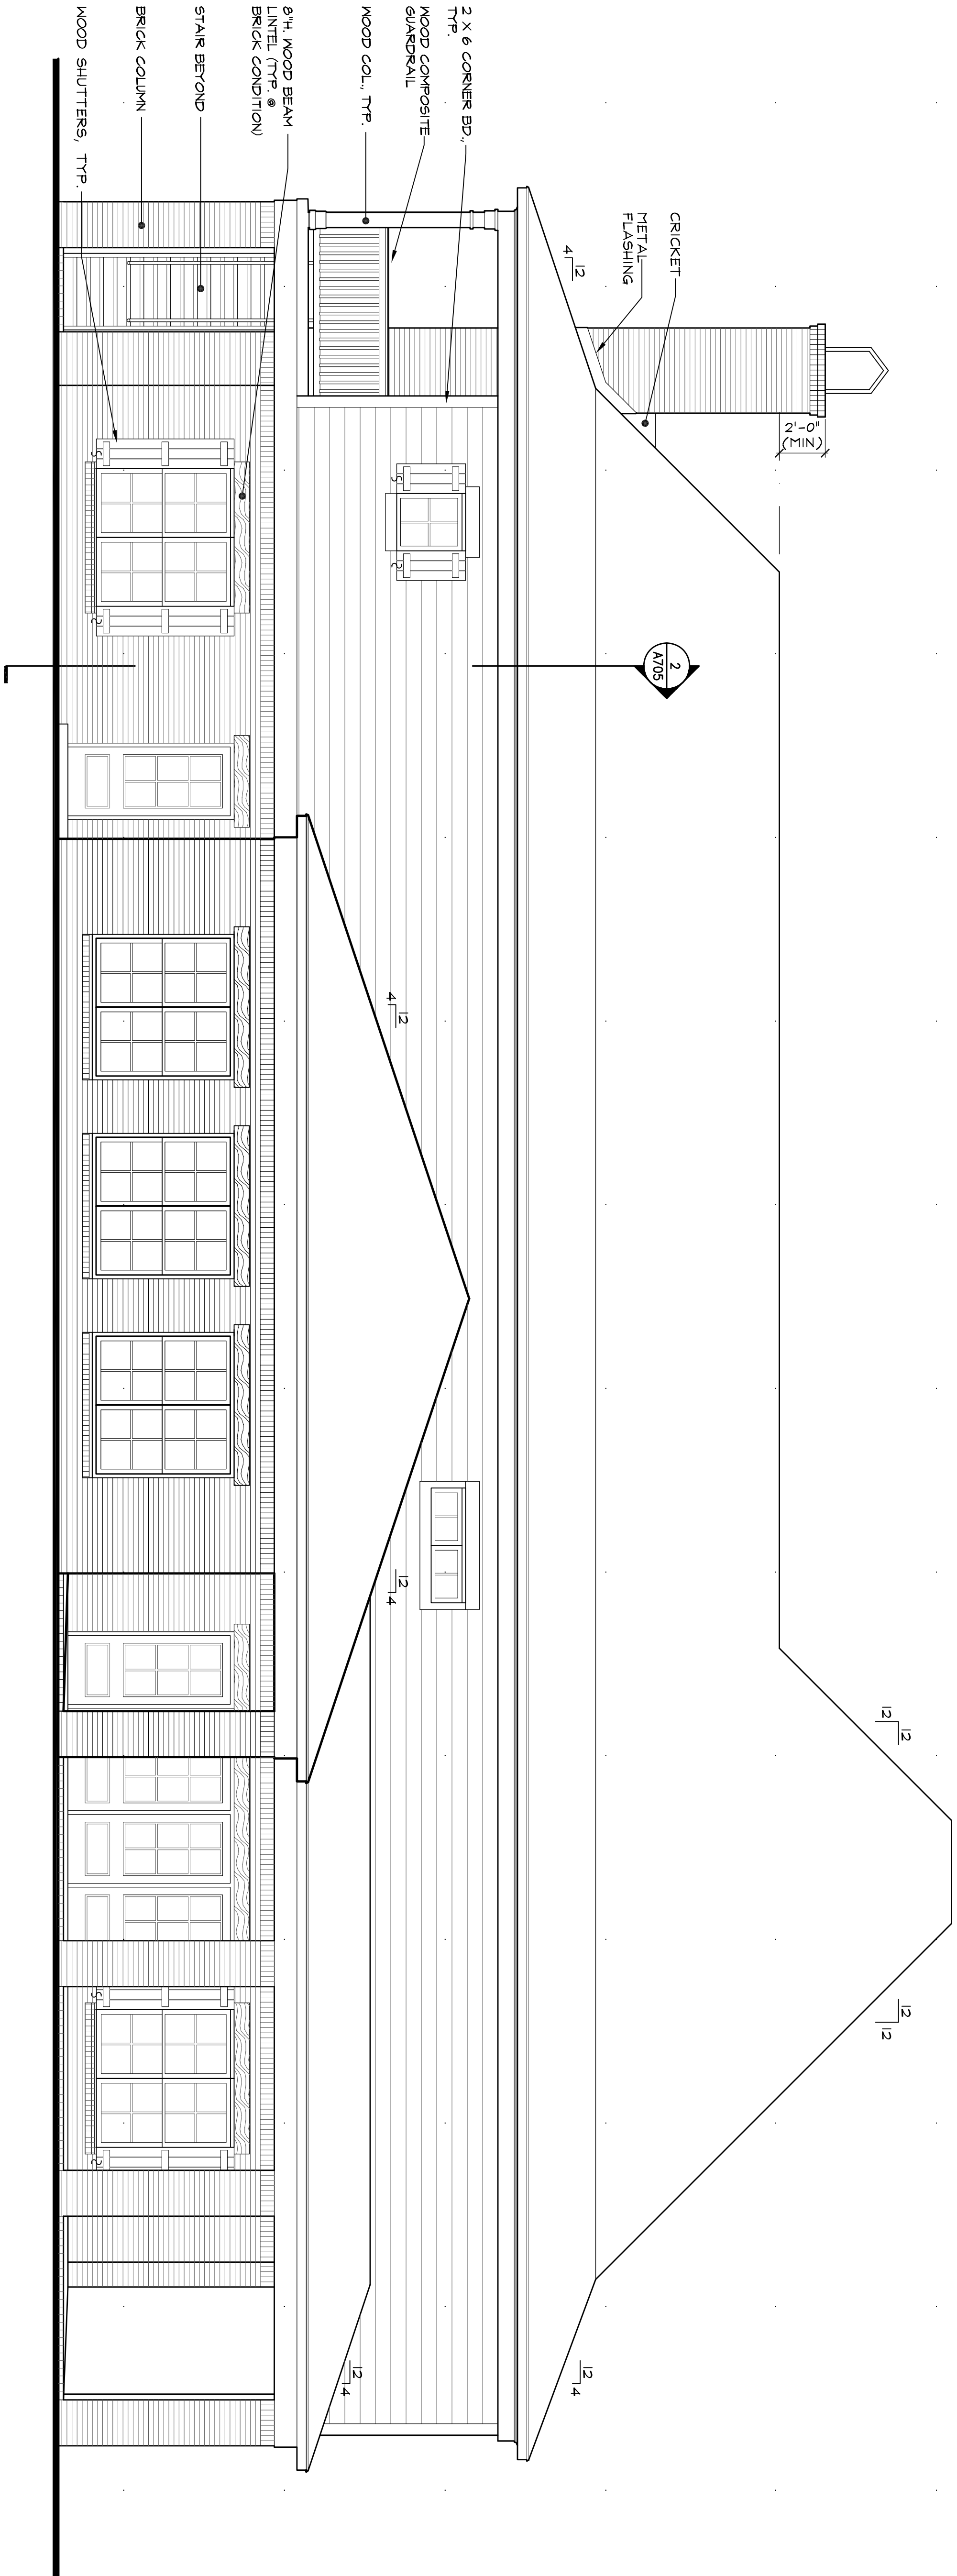 CRICKET
METAL
FLASHING
2'-0"
(MIN)
2 X 6 CORNER BD.,
TYP.
WOOD COMPOSITE
GUARDRAIL
WOOD COL., TYP.
8"H. WOOD BEAM
LINTEL (TYP. @
BRICK CONDITION)
STAIR BEYOND
BRICK COLUMN
WOOD SHUTTERS, TYP.
2
A705
12
4
12
4
12
4
12
12
12
12
12
4
12
4